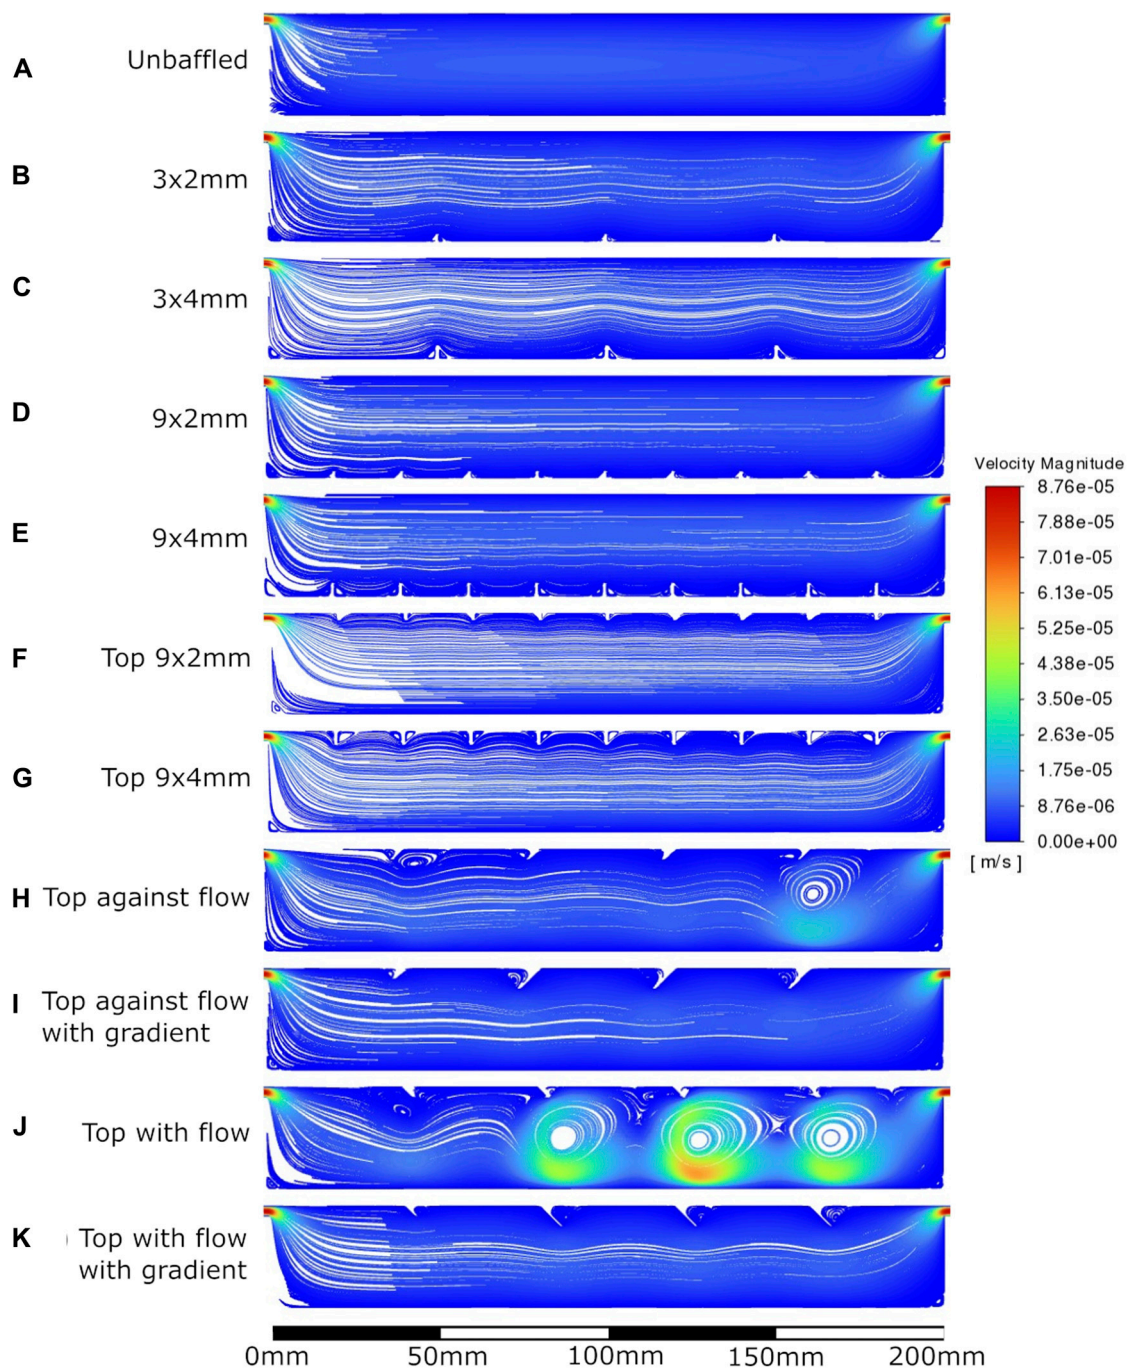 A Unbaffled
B 3x2mm
C 3x4mm
D 9x2mm
E 9x4mm
F Top 9x2mm
G Top 9x4mm
H Top against flow
I Top against flow
with gradient
J Top with flow
K Top with flow
with gradient
Velocity Magnitude
8.76e-05
7.88e-05
7.01e-05
6.13e-05
5.25e-05
4.38e-05
3.50e-05
2.63e-05
1.75e-05
8.76e-06
0.00e+00
[ m/s ]
0mm 50mm 100mm 150mm 200mm